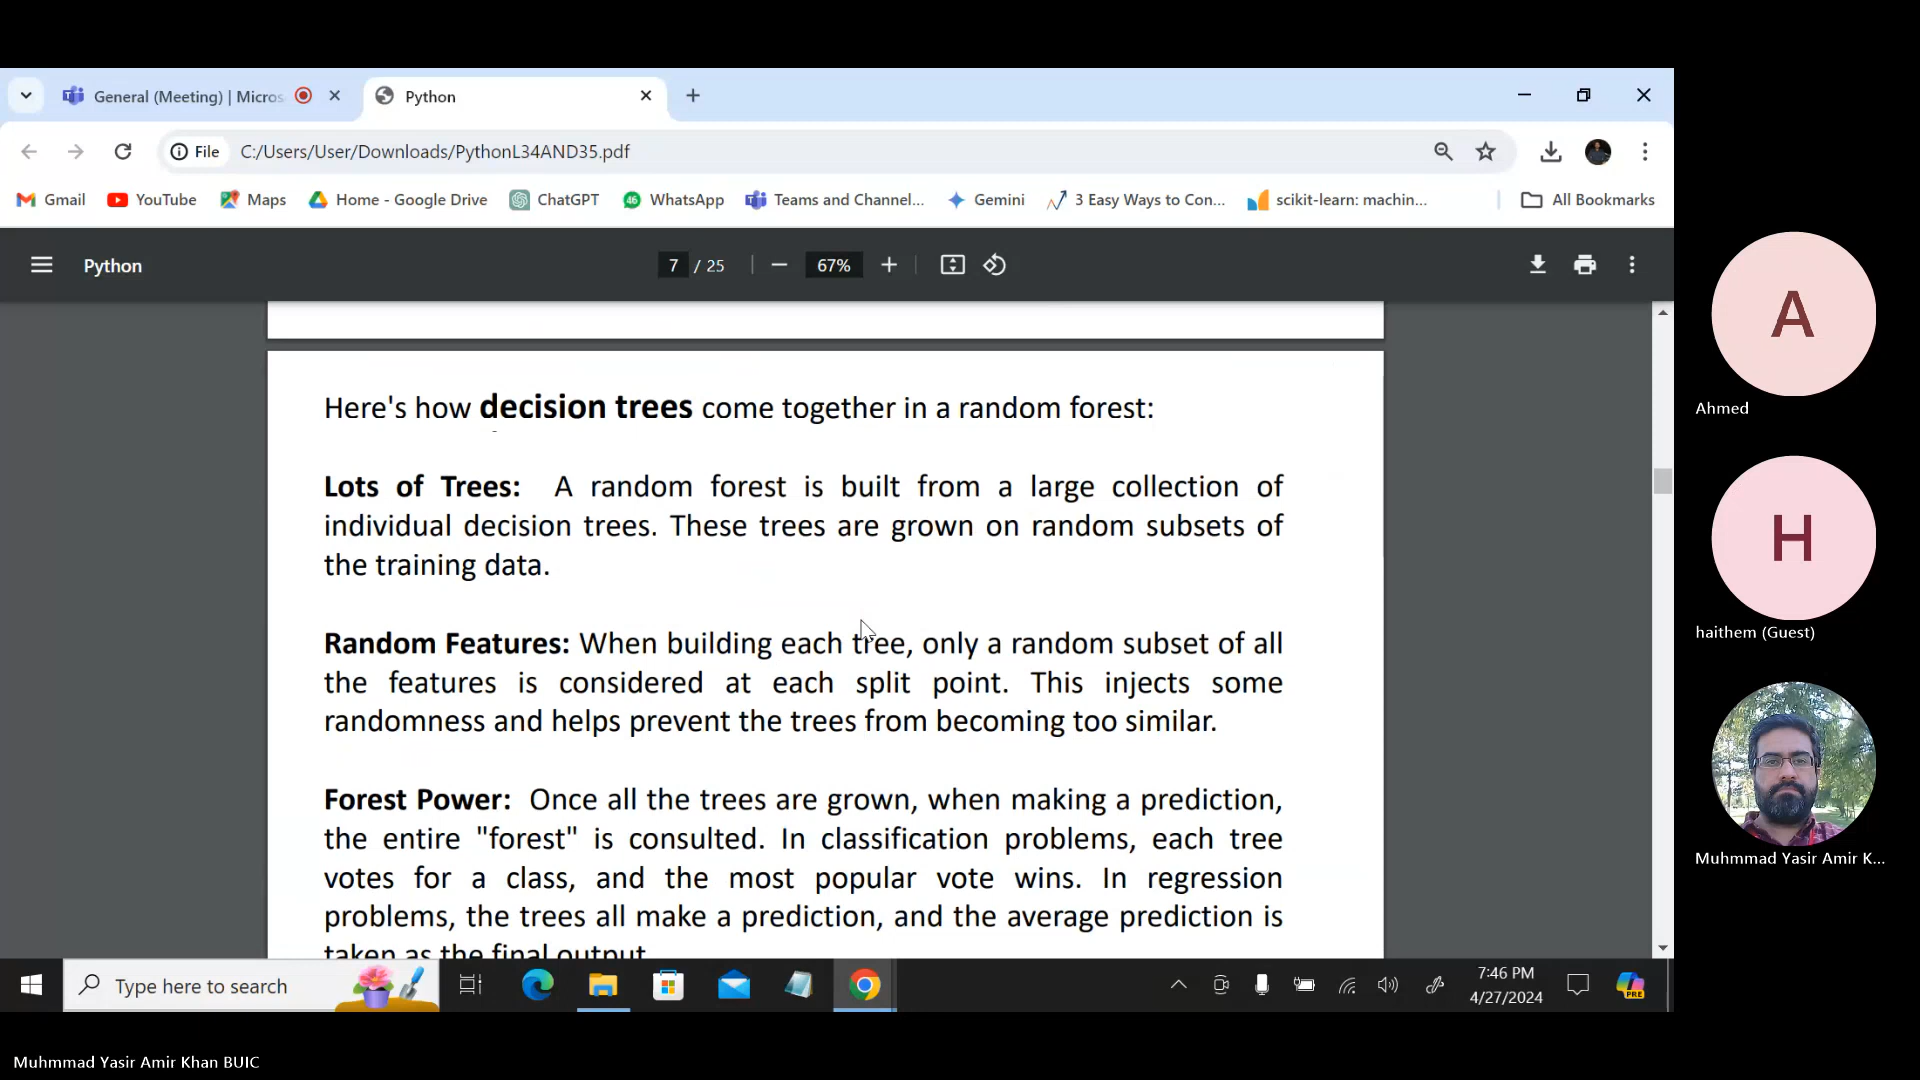 General (Meeting) | Micros
Python
File
C:/Users/User/Downloads/PythonL34AND35.pdf
Gmail
YouTube
Maps
Home - Google Drive
ChatGPT
46
WhatsApp
Teams and Channel...
Gemini
3 Easy Ways to Con...
scikit-learn: machin...
All Bookmarks
Python
7 / 25
67%
Here's how decision trees come together in a random forest:
Lots of Trees: A random forest is built from a large collection of
individual decision trees. These trees are grown on random subsets of
the training data.
Random Features: When building each tree, only a random subset of all
the features is considered at each split point. This injects some
randomness and helps prevent the trees from becoming too similar.
Forest Power: Once all the trees are grown, when making a prediction,
the entire "forest" is consulted. In classification problems, each tree
votes for a class, and the most popular vote wins. In regression
problems, the trees all make a prediction, and the average prediction is
taken as the final output.
A
Ahmed
H
haithem (Guest)
Muhmmad Yasir Amir K...
Type here to search
7:46 PM
4/27/2024
PRE
Muhmmad Yasir Amir Khan BUIC